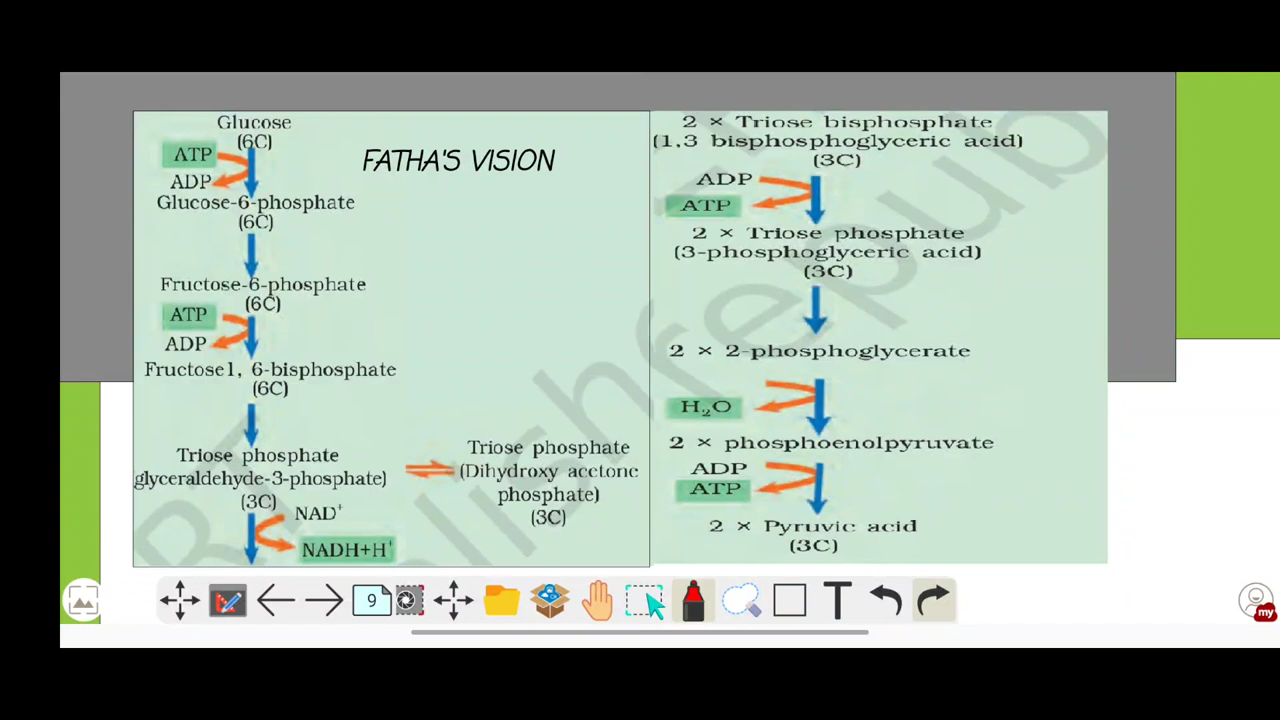 Glucose
(6C)
ATP
ADP
Glucose-6-phosphate
(6C)
Fructose-6-phosphate
(6C)
ATP
ADP
Fructose1, 6-bisphosphate
(6C)
Triose phosphate
glyceraldehyde-3-phosphate)
(3C)
NAD⁺
NADH+H⁺
Triose phosphate
(Dihydroxy acetone
phosphate)
(3C)
FATHA'S VISION
2 × Triose bisphosphate
(1,3 bisphosphoglyceric acid)
(3C)
ADP
ATP
2 × Triose phosphate
(3-phosphoglyceric acid)
(3C)
2 × 2-phosphoglycerate
H₂O
2 × phosphoenolpyruvate
ADP
ATP
2 × Pyruvic acid
(3C)
9
T
my